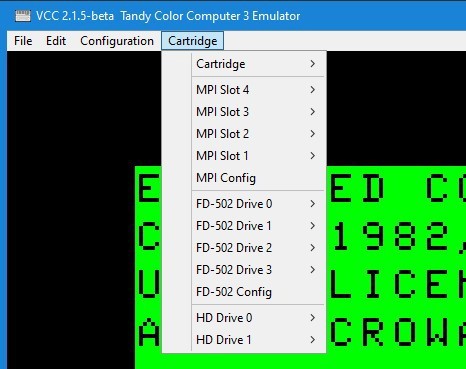 VCC 2.1.5-beta Tandy Color Computer 3 Emulator
File Edit Configuration Cartridge
Cartridge
MPI Slot 4
MPI Slot 3
MPI Slot 2
MPI Slot 1
MPI Config
FD-502 Drive 0
FD-502 Drive 1
FD-502 Drive 2
FD-502 Drive 3
FD-502 Config
HD Drive 0
HD Drive 1
E ED CO
C 1982,
U LICEN
A CROWA